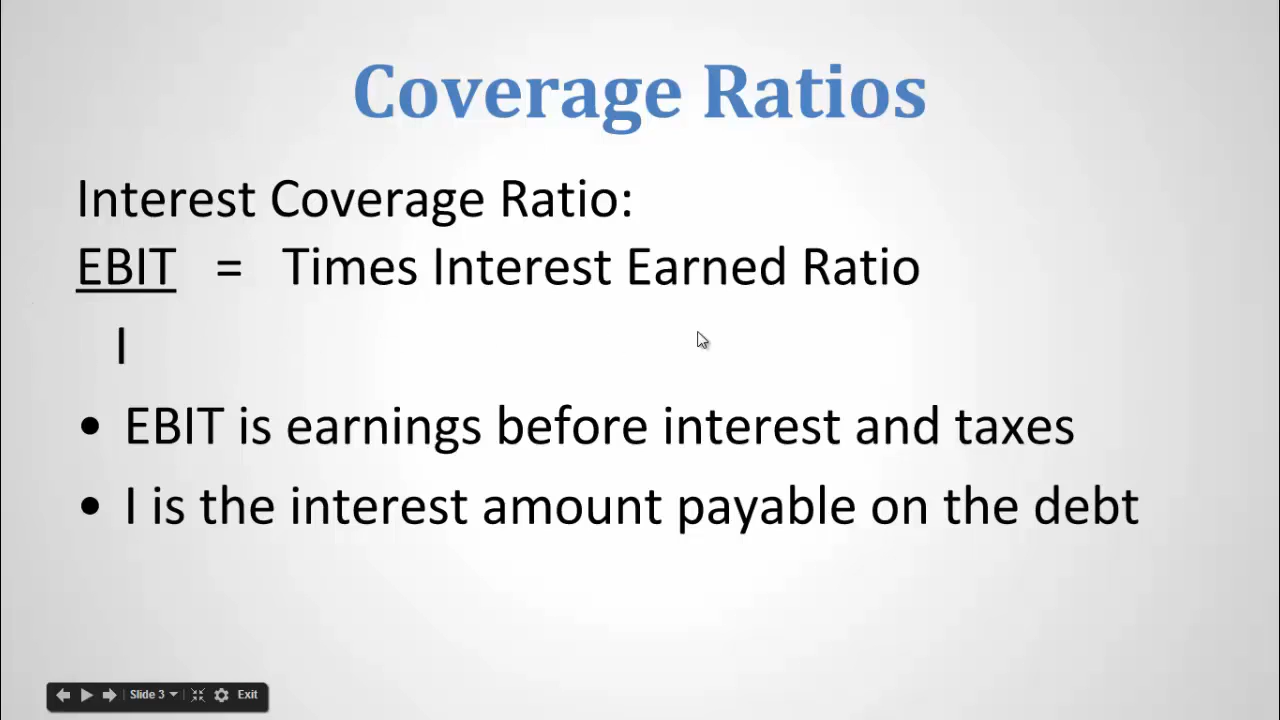 Coverage Ratios
Interest Coverage Ratio:
EBIT = Times Interest Earned Ratio
I
• EBIT is earnings before interest and taxes
• I is the interest amount payable on the debt
Slide 3 Exit